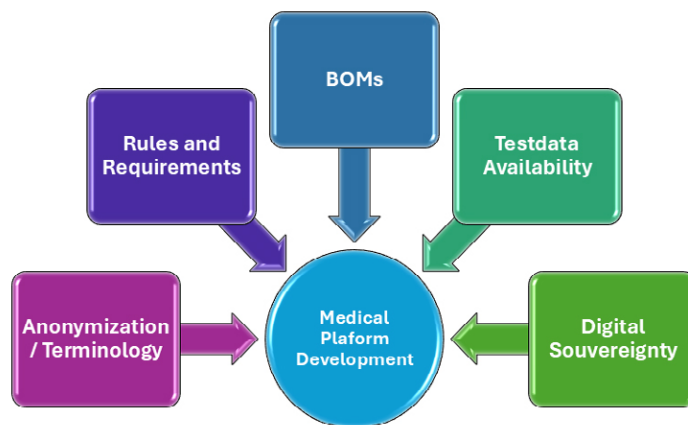 BOMs
Rules and
Requirements
Testdata
Availability
Anonymization
/ Terminology
Medical
Plaform
Development
Digital
Souvereignty